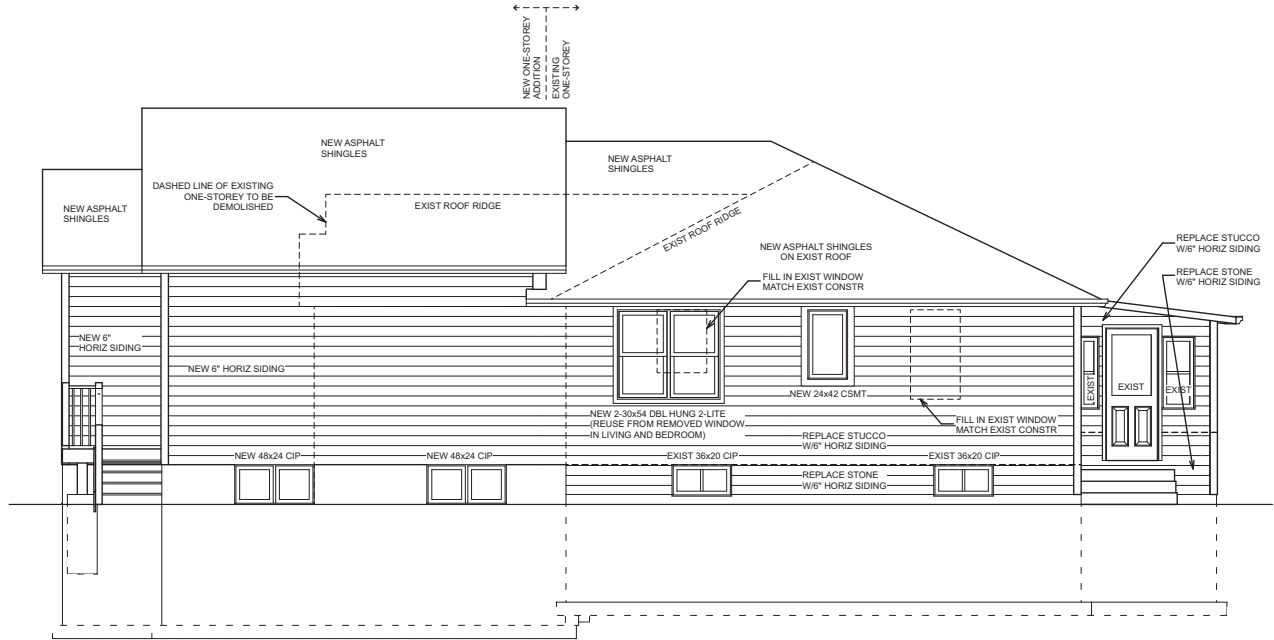 NEW ONE-STOREY
ADDITION
EXISTING
ONE-STOREY
NEW ASPHALT
SHINGLES
NEW ASPHALT
SHINGLES
NEW ASPHALT
SHINGLES
DASHED LINE OF EXISTING
ONE-STOREY TO BE
DEMOLISHED
EXIST ROOF RIDGE
EXIST ROOF RIDGE
NEW ASPHALT SHINGLES
ON EXIST ROOF
FILL IN EXIST WINDOW
MATCH EXIST CONSTR
REPLACE STUCCO
W/6" HORIZ SIDING
REPLACE STONE
W/6" HORIZ SIDING
NEW 6"
HORIZ SIDING
NEW 6" HORIZ SIDING
EXIST
EXIST
EXIST
NEW 24x42 CSMT
NEW 2-30x54 DBL HUNG 2-LITE
(REUSE FROM REMOVED WINDOW
IN LIVING AND BEDROOM)
FILL IN EXIST WINDOW
MATCH EXIST CONSTR
REPLACE STUCCO
W/6" HORIZ SIDING
NEW 48x24 CIP
NEW 48x24 CIP
EXIST 36x20 CIP
EXIST 36x20 CIP
REPLACE STONE
W/6" HORIZ SIDING